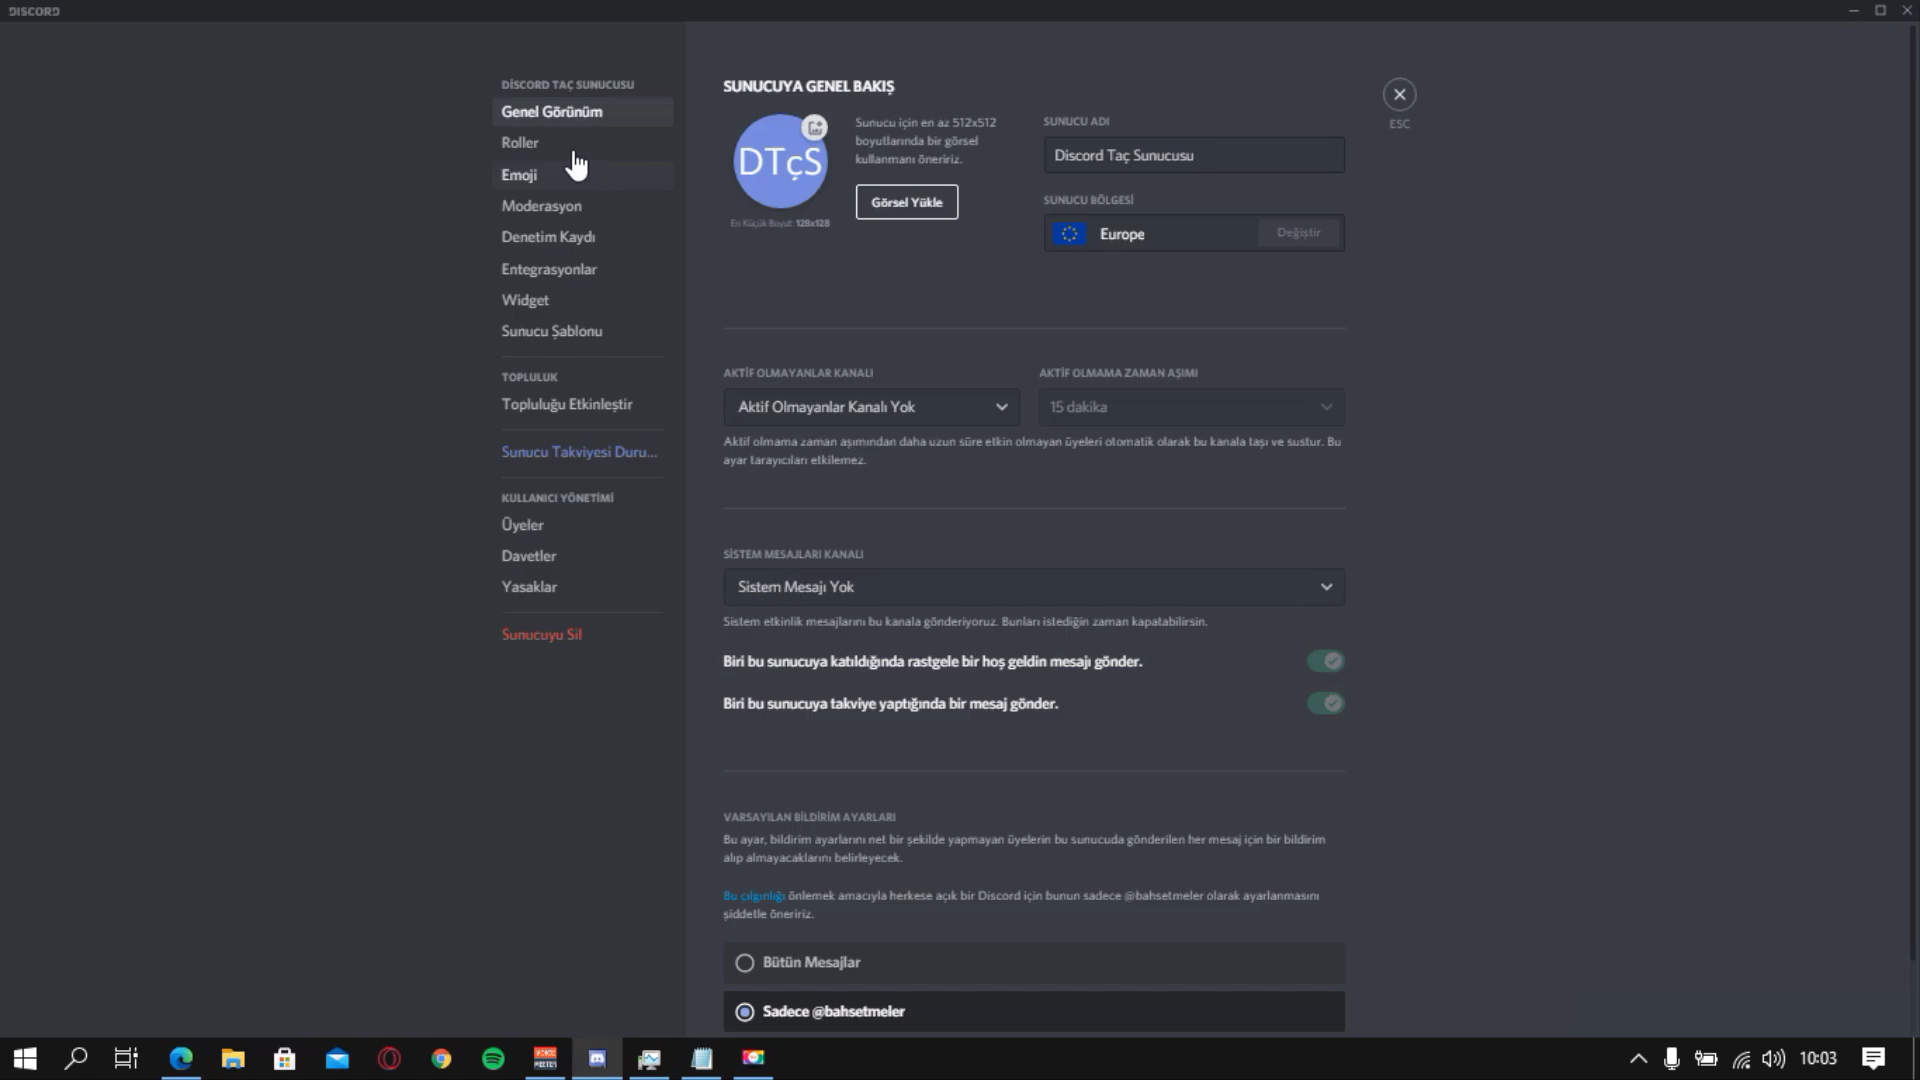 DISCORD
DİSCORD TAÇ SUNUCUSU
Genel Görünüm
Roller
Emoji
Moderasyon
Denetim Kaydı
Entegrasyonlar
Widget
Sunucu Şablonu
TOPLULUK
Topluluğu Etkinleştir
Sunucu Takviyesi Duru...
KULLANICI YÖNETİMİ
Üyeler
Davetler
Yasaklar
Sunucuyu Sil
SUNUCUYA GENEL BAKIŞ
DTçS
En Küçük Boyut: 128x128
Sunucu için en az 512x512
boyutlarında bir görsel
kullanmanı öneririz.
Görsel Yükle
SUNUCU ADI
Discord Taç Sunucusu
SUNUCU BÖLGESİ
Europe
Değiştir
ESC
AKTİF OLMAYANLAR KANALI
Aktif Olmayanlar Kanalı Yok
AKTİF OLMAMA ZAMAN AŞIMI
15 dakika
Aktif olmama zaman aşımından daha uzun süre etkin olmayan üyeleri otomatik olarak bu kanala taşı ve sustur. Bu
ayar tarayıcıları etkilemez.
SİSTEM MESAJLARI KANALI
Sistem Mesajı Yok
Sistem etkinlik mesajlarını bu kanala gönderiyoruz. Bunları istediğin zaman kapatabilirsin.
Biri bu sunucuya katıldığında rastgele bir hoş geldin mesajı gönder.
Biri bu sunucuya takviye yaptığında bir mesaj gönder.
VARSAYILAN BİLDİRİM AYARLARI
Bu ayar, bildirim ayarlarını net bir şekilde yapmayan üyelerin bu sunucuda gönderilen her mesaj için bir bildirim
alıp almayacaklarını belirleyecek.
Bu çılgınlığı önlemek amacıyla herkese açık bir Discord için bunun sadece @bahsetmeler olarak ayarlanmasını
şiddetle öneririz.
Bütün Mesajlar
Sadece @bahsetmeler
10:03